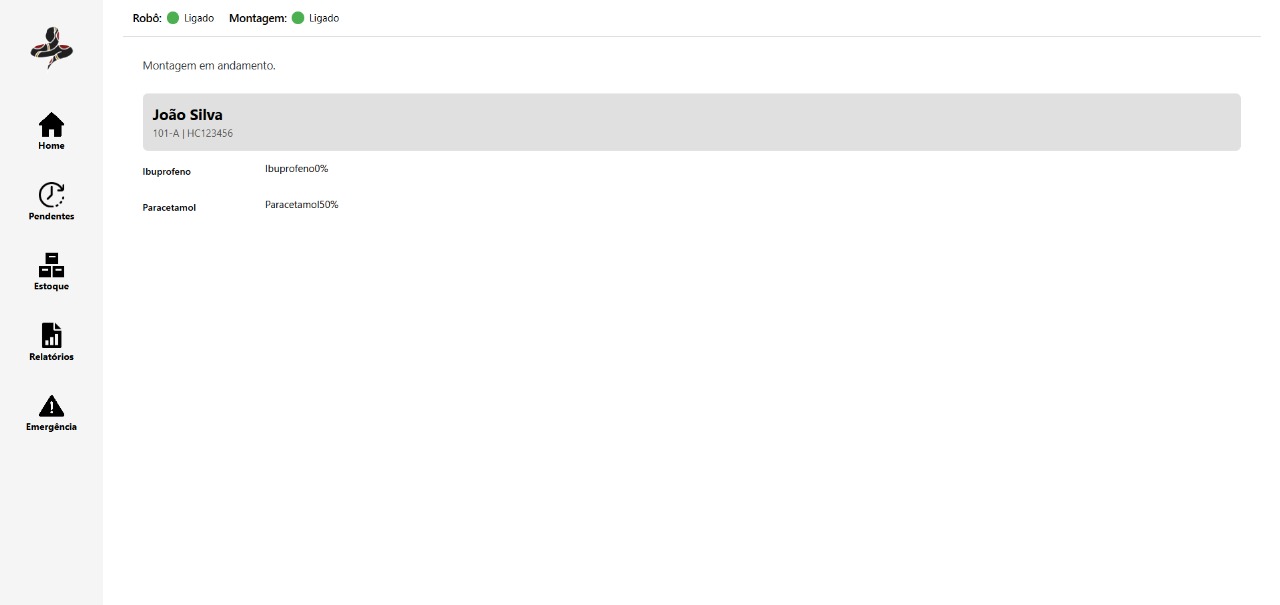 Robô: Ligado Montagem: Ligado
Montagem em andamento.
João Silva
101-A | HC123456
Ibuprofeno Ibuprofeno0%
Paracetamol Paracetamol50%
Home
Pendentes
Estoque
Relatórios
Emergência